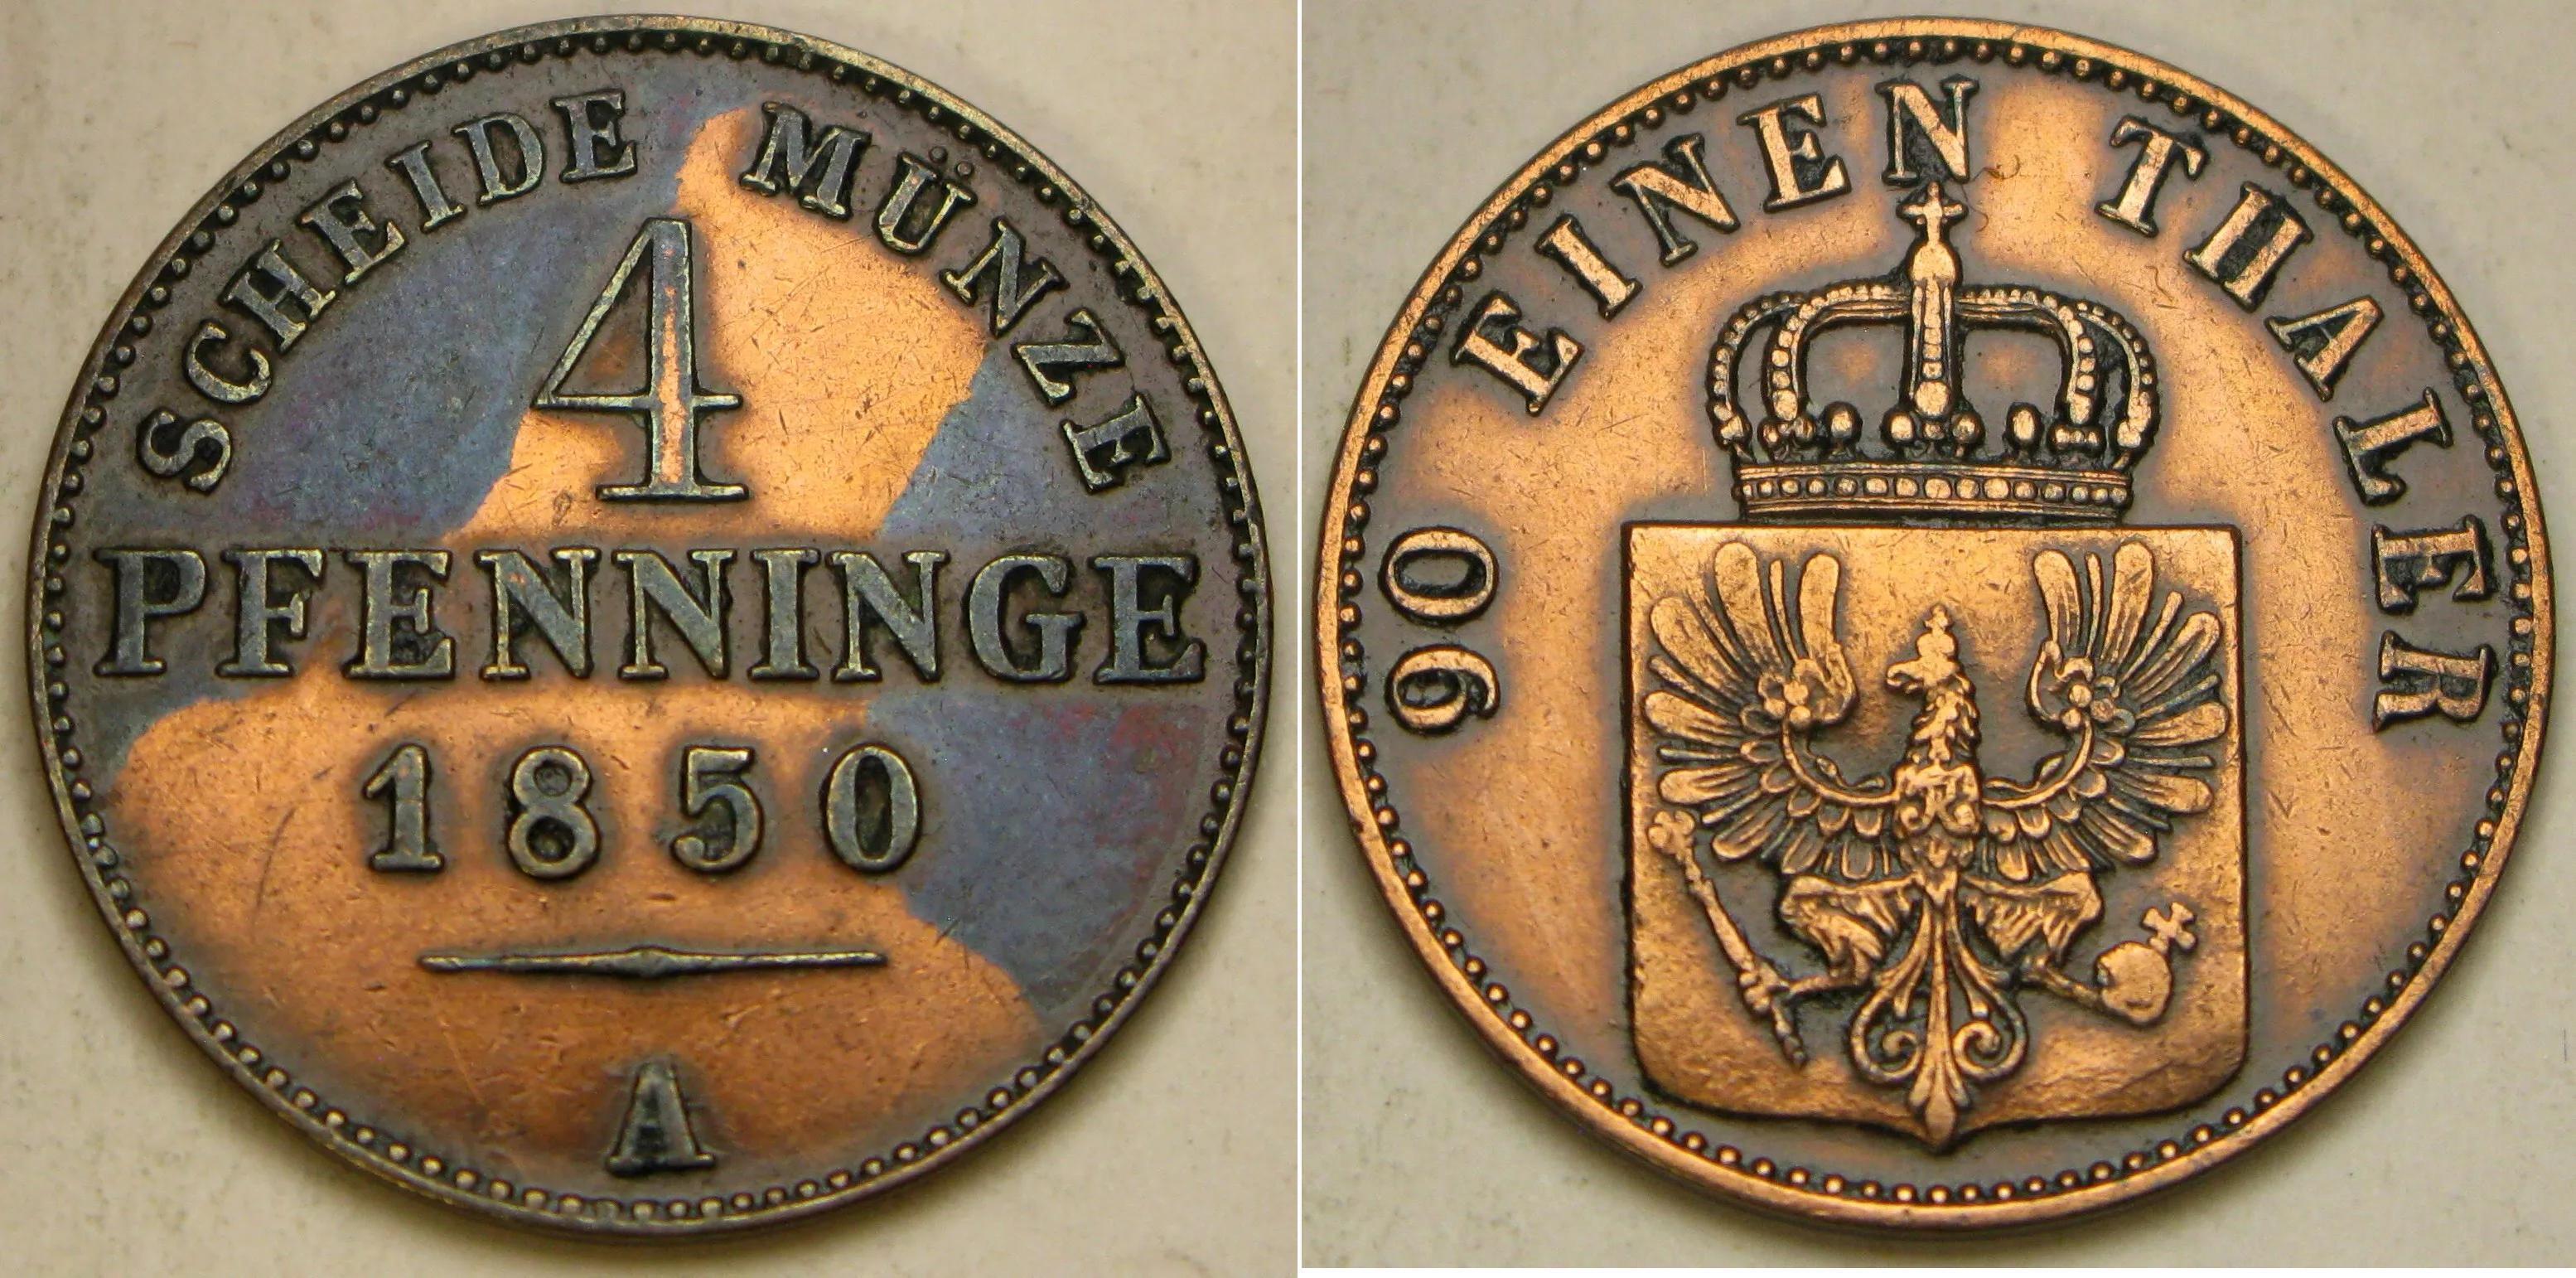 SCHEIDE MÜNZE
4
PFENNINGE
1850
A
90 EINEN THALER